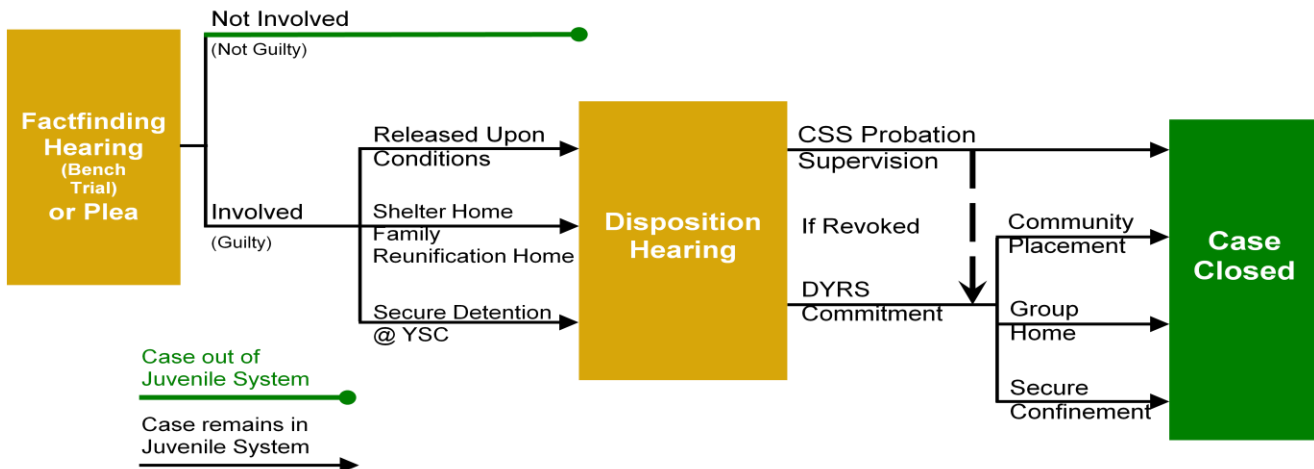 Factfinding
Hearing
(Bench
Trial)
or Plea
Not Involved
(Not Guilty)
Involved
(Guilty)
Released Upon
Conditions
Shelter Home
Family
Reunification Home
Secure Detention
@ YSC
Disposition
Hearing
CSS Probation
Supervision
If Revoked
DYRS
Commitment
Community
Placement
Group
Home
Secure
Confinement
Case
Closed
Case out of
Juvenile System
Case remains in
Juvenile System